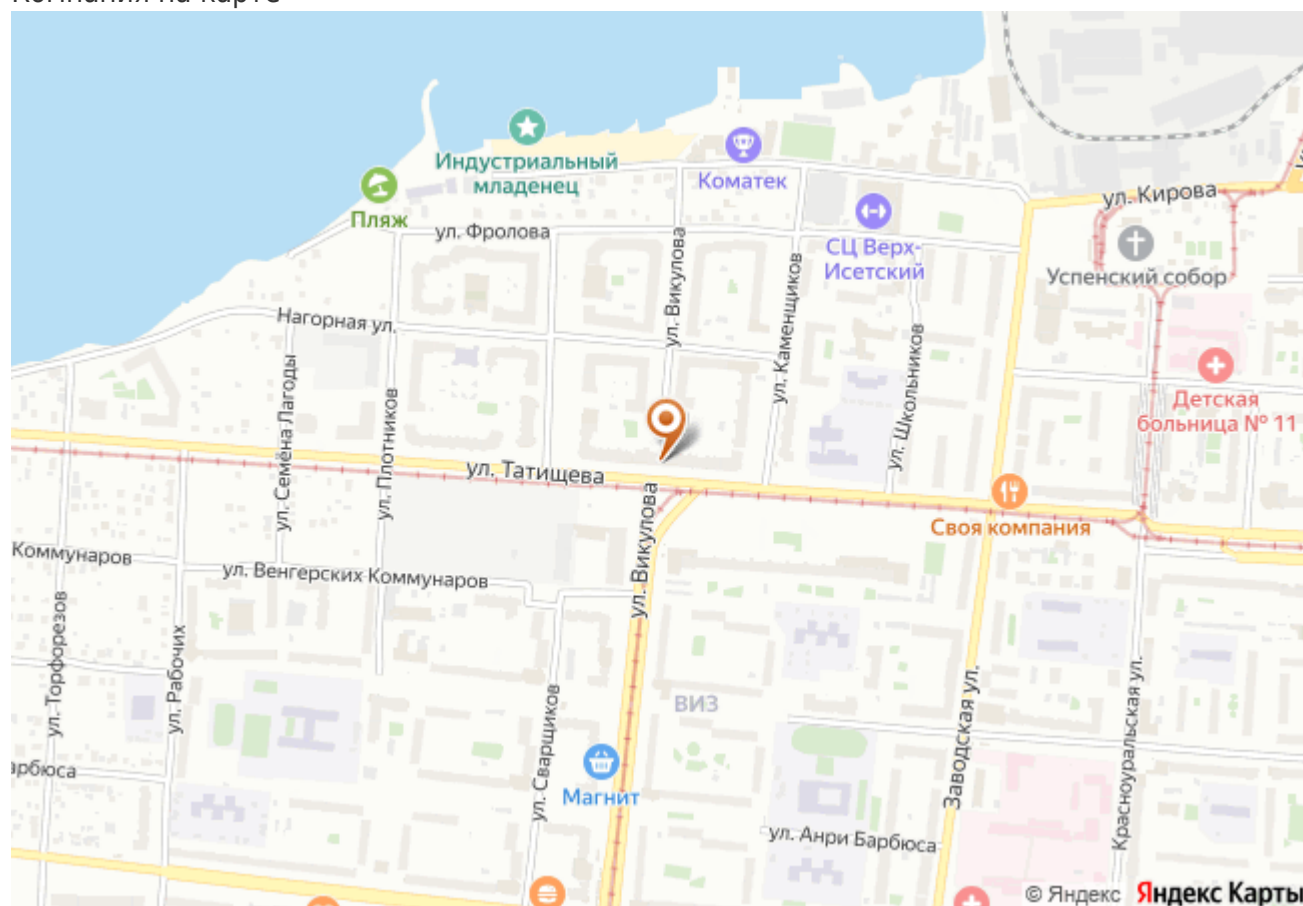 Индустриальный
младенец
Коматек
Пляж
ул. Кирова
ул. Фролова
СЦ Верх-
Исетский
Успенский собор
ул. Викулова
ул. Каменщиков
Нагорная ул.
ул. Школьников
ул. Семёна Лагоды
ул. Плотников
Детская
больница № 11
ул. Татищева
Своя компания
ул. Викулова
Коммунаров
ул. Венгерских Коммунаров
ул. Торфорезов
ул. Рабочих
ул. Сварщиков
ВИЗ
Заводская ул.
Красноуральская ул.
Магнит
арбюса
ул. Анри Барбюса
© Яндекс Яндекс Карты